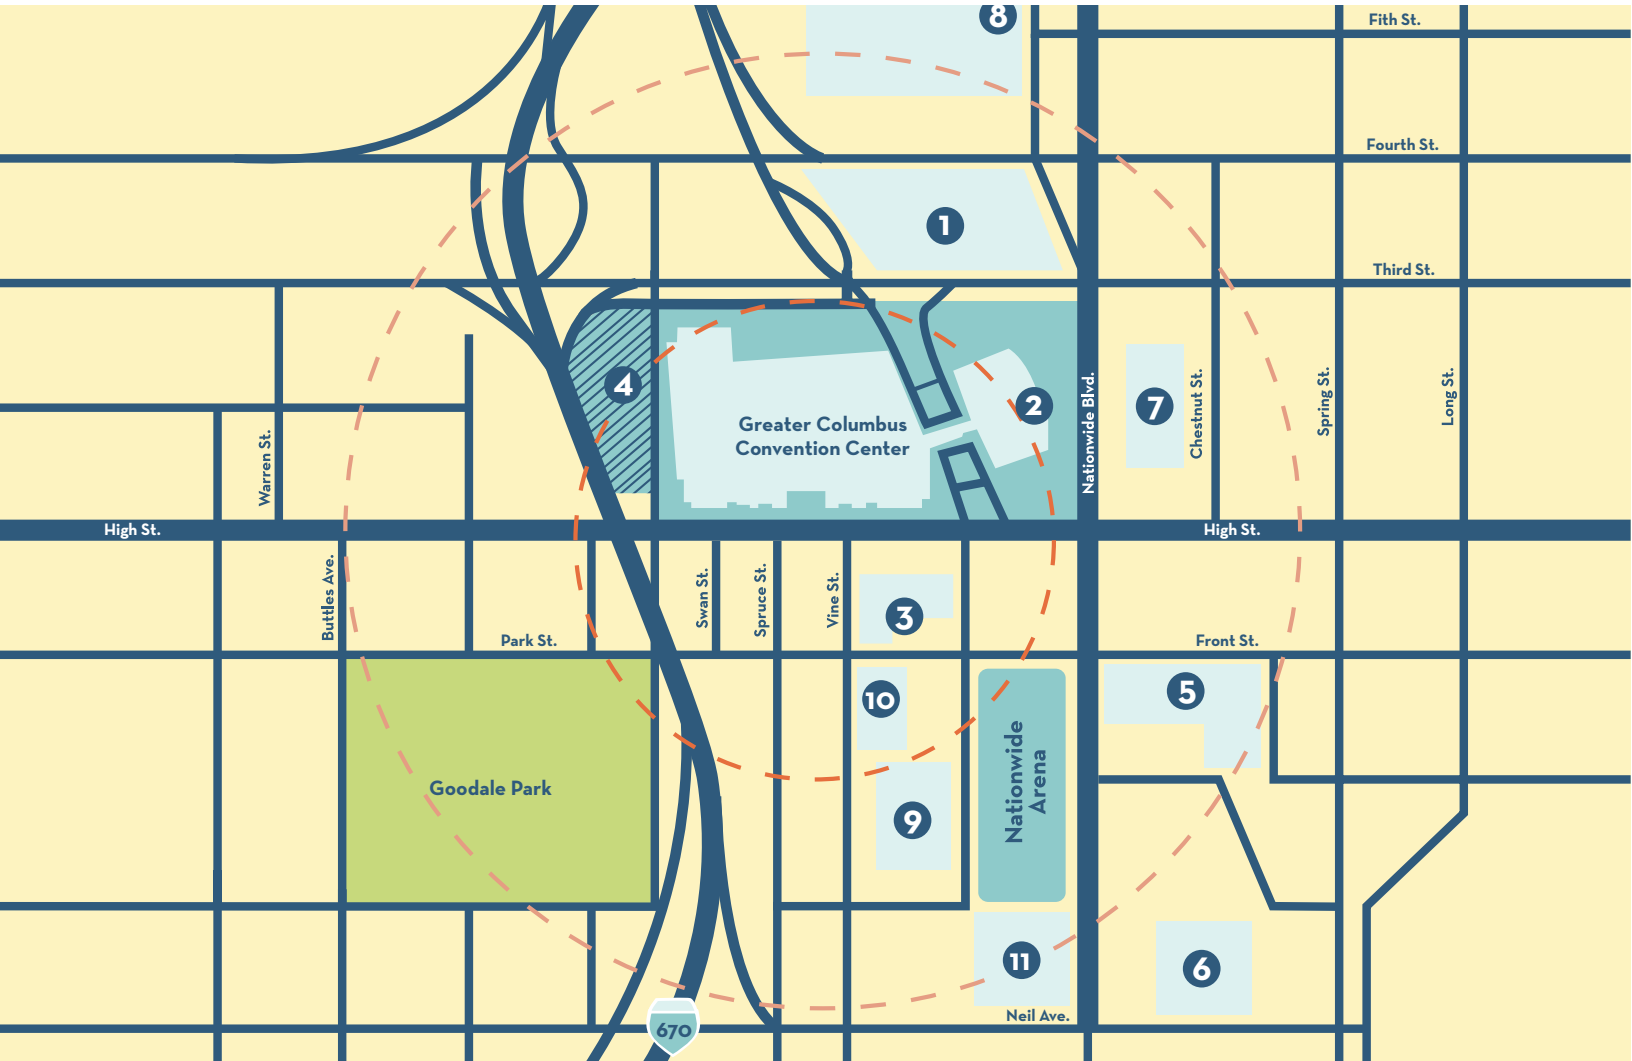 8
Fith St.
Fourth St.
1
Third St.
4
Greater Columbus
Convention Center
2
Nationwide Blvd.
7
Chestnut St.
Spring St.
Long St.
Warren St.
High St.
High St.
Buttles Ave.
Swan St.
Spruce St.
Vine St.
3
Park St.
Front St.
10
5
Goodale Park
Nationwide
Arena
9
11
6
Neil Ave.
670